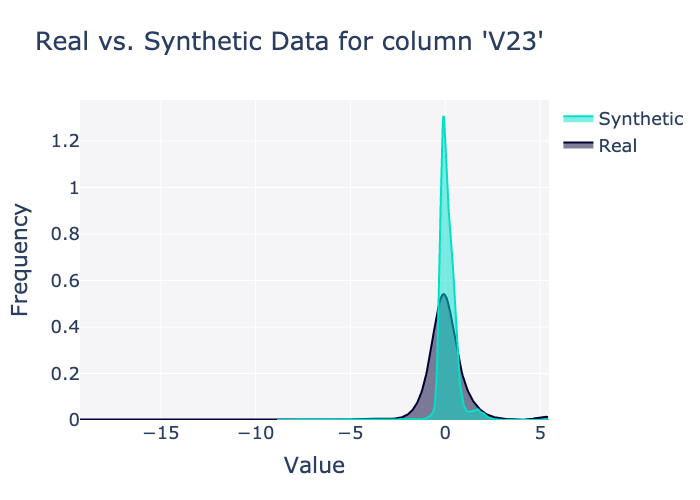 Real vs. Synthetic Data for column 'V23'
Synthetic
Real
Frequency
1.2
1
0.8
0.6
0.4
0.2
0
−15
−10
−5
0
5
Value